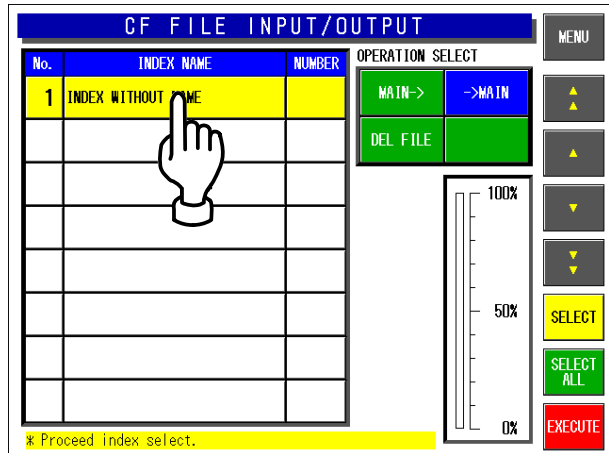 CF FILE INPUT/OUTPUT
MENU
No. INDEX NAME NUMBER
OPERATION SELECT
1 INDEX WITHOUT NAME
MAIN-> ->MAIN
DEL FILE
100%
50%
0%
SELECT
SELECT
ALL
EXECUTE
* Proceed index select.